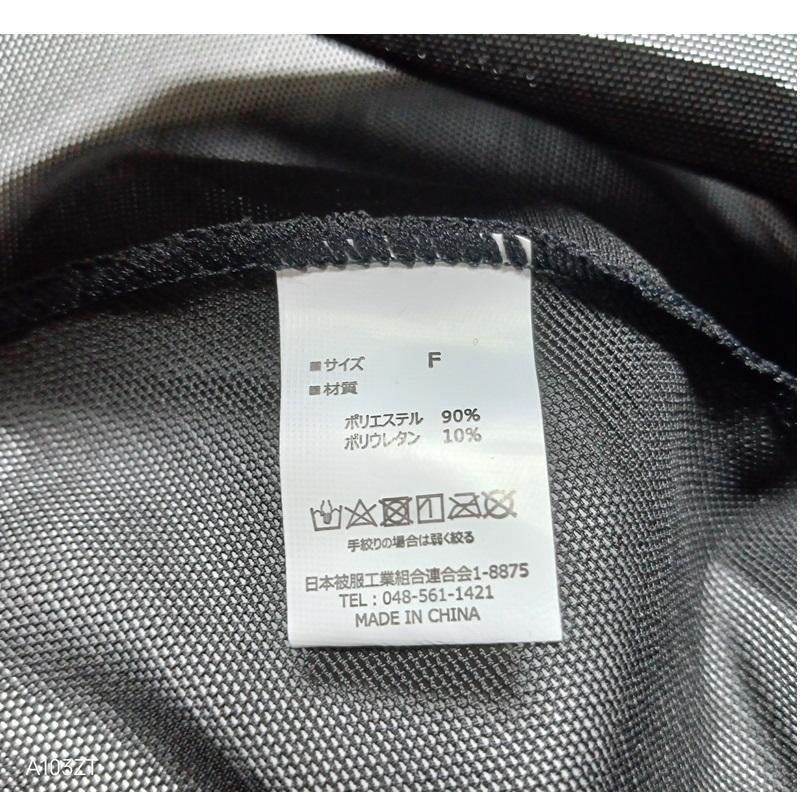 ■サイズ F
■材質
ポリエステル 90%
ポリウレタン 10%
手絞りの場合は弱く絞る
日本被服工業組合連合会1-8875
TEL : 048-561-1421
MADE IN CHINA
A103ZT